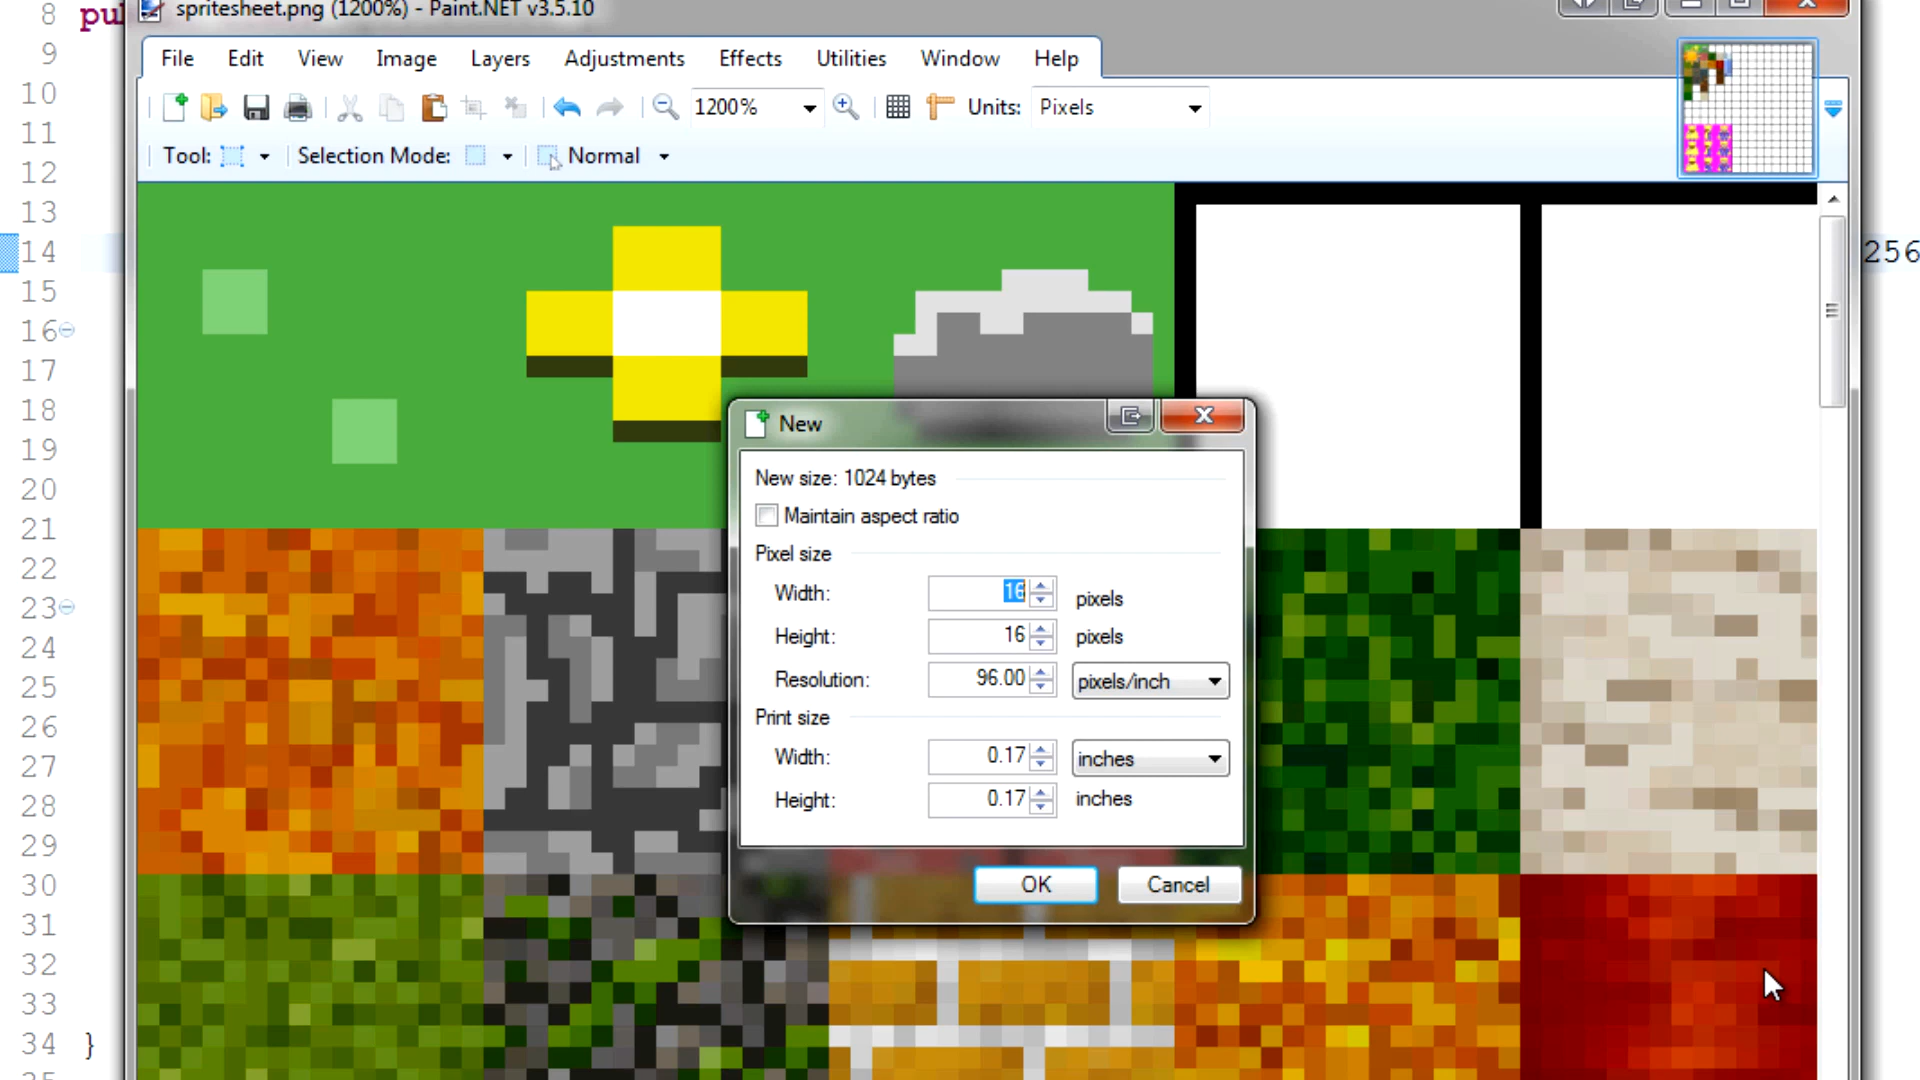 8 pu
spritesheet.png (1200%) - Paint.NET v3.5.10
9
File Edit View Image Layers Adjustments Effects Utilities Window Help
10
1200% Units: Pixels
11
12
Tool: Selection Mode: Normal
13
14 256
15
16
17
18
19
20
21
22
23
24
25
26
27
28
29
30
31
32
33
34 }
New
New size: 1024 bytes
Maintain aspect ratio
Pixel size
Width: 16 pixels
Height: 16 pixels
Resolution: 96.00 pixels/inch
Print size
Width: 0.17 inches
Height: 0.17 inches
OK Cancel